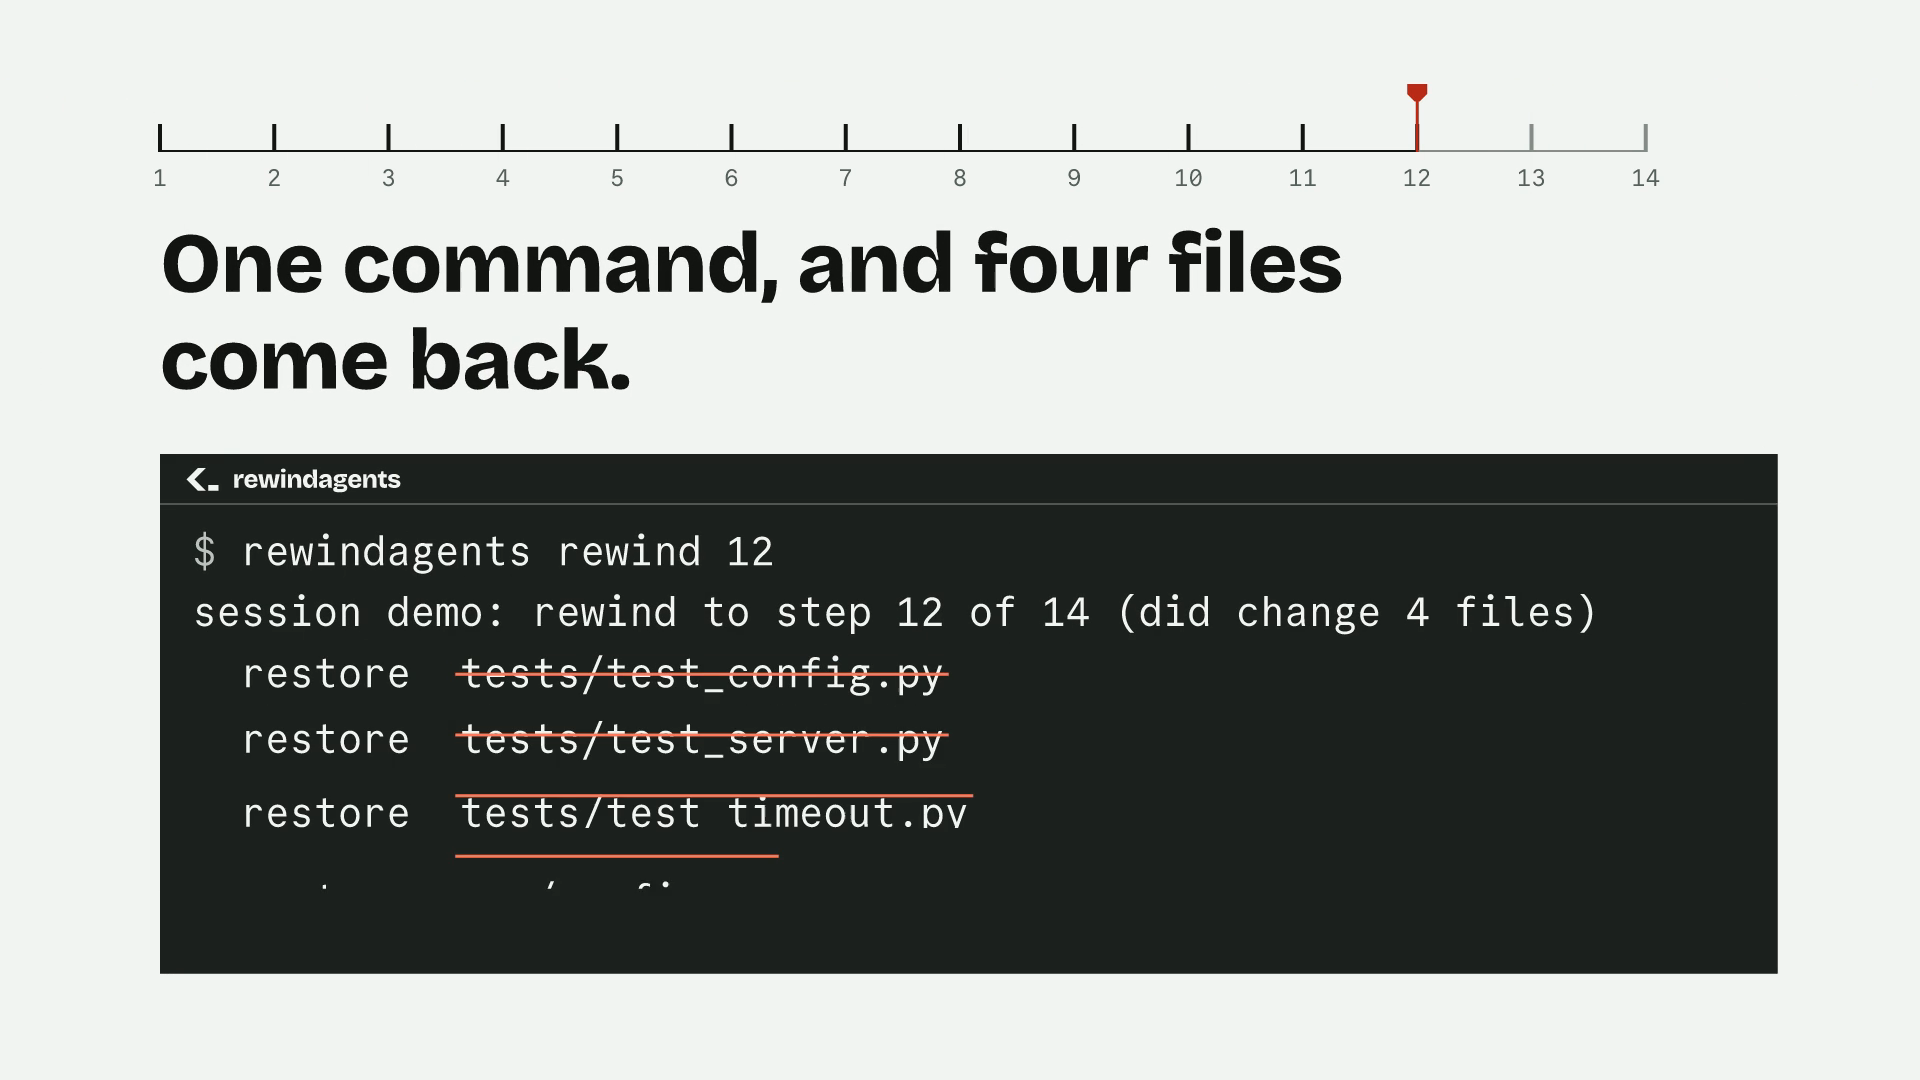 1 2 3 4 5 6 7 8 9 10 11 12 13 14
One command, and four files
come back.
rewindagents
$ rewindagents rewind 12
session demo: rewind to step 12 of 14 (did change 4 files)
restore tests/test_config.py
restore tests/test_server.py
restore tests/test timeout.py